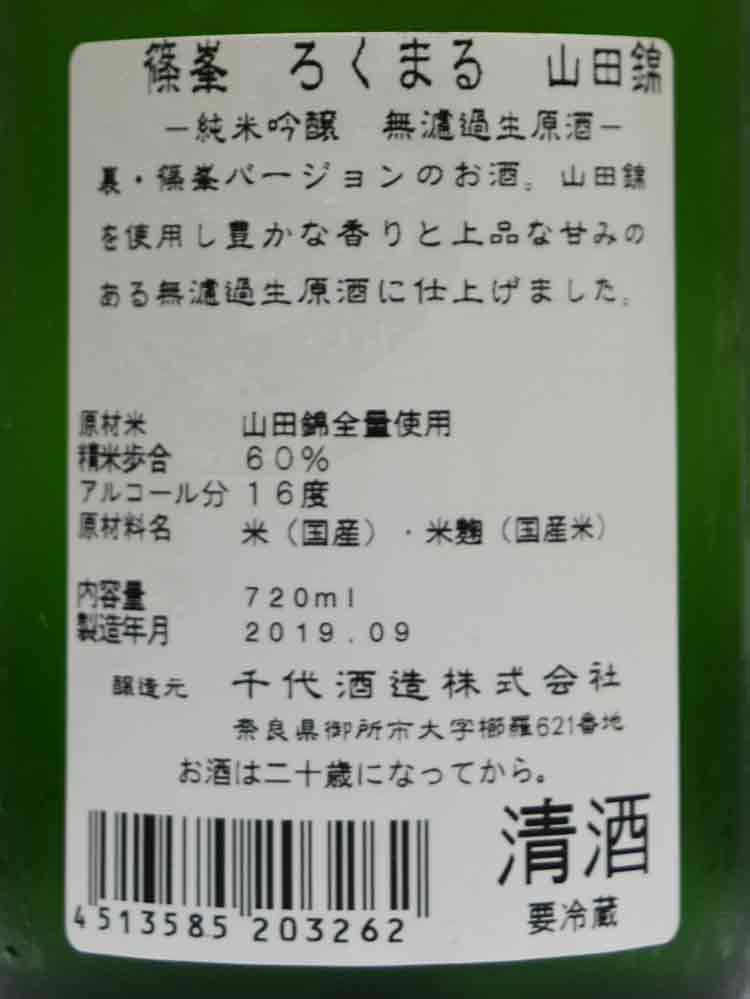 篠峯 ろくまる 山田錦
－純米吟醸 無濾過生原酒－
裏・篠峯バージョンのお酒。山田錦
を使用し豊かな香りと上品な甘みの
ある無濾過生原酒に仕上げました。
原材米 山田錦全量使用
精米歩合 60%
アルコール分 16度
原材料名 米（国産）・米麹（国産米）
内容量 720ml
製造年月 2019.09
醸造元 千代酒造株式会社
奈良県御所市大字櫛羅621番地
お酒は二十歳になってから。
清酒
要冷蔵
4 513585 203262